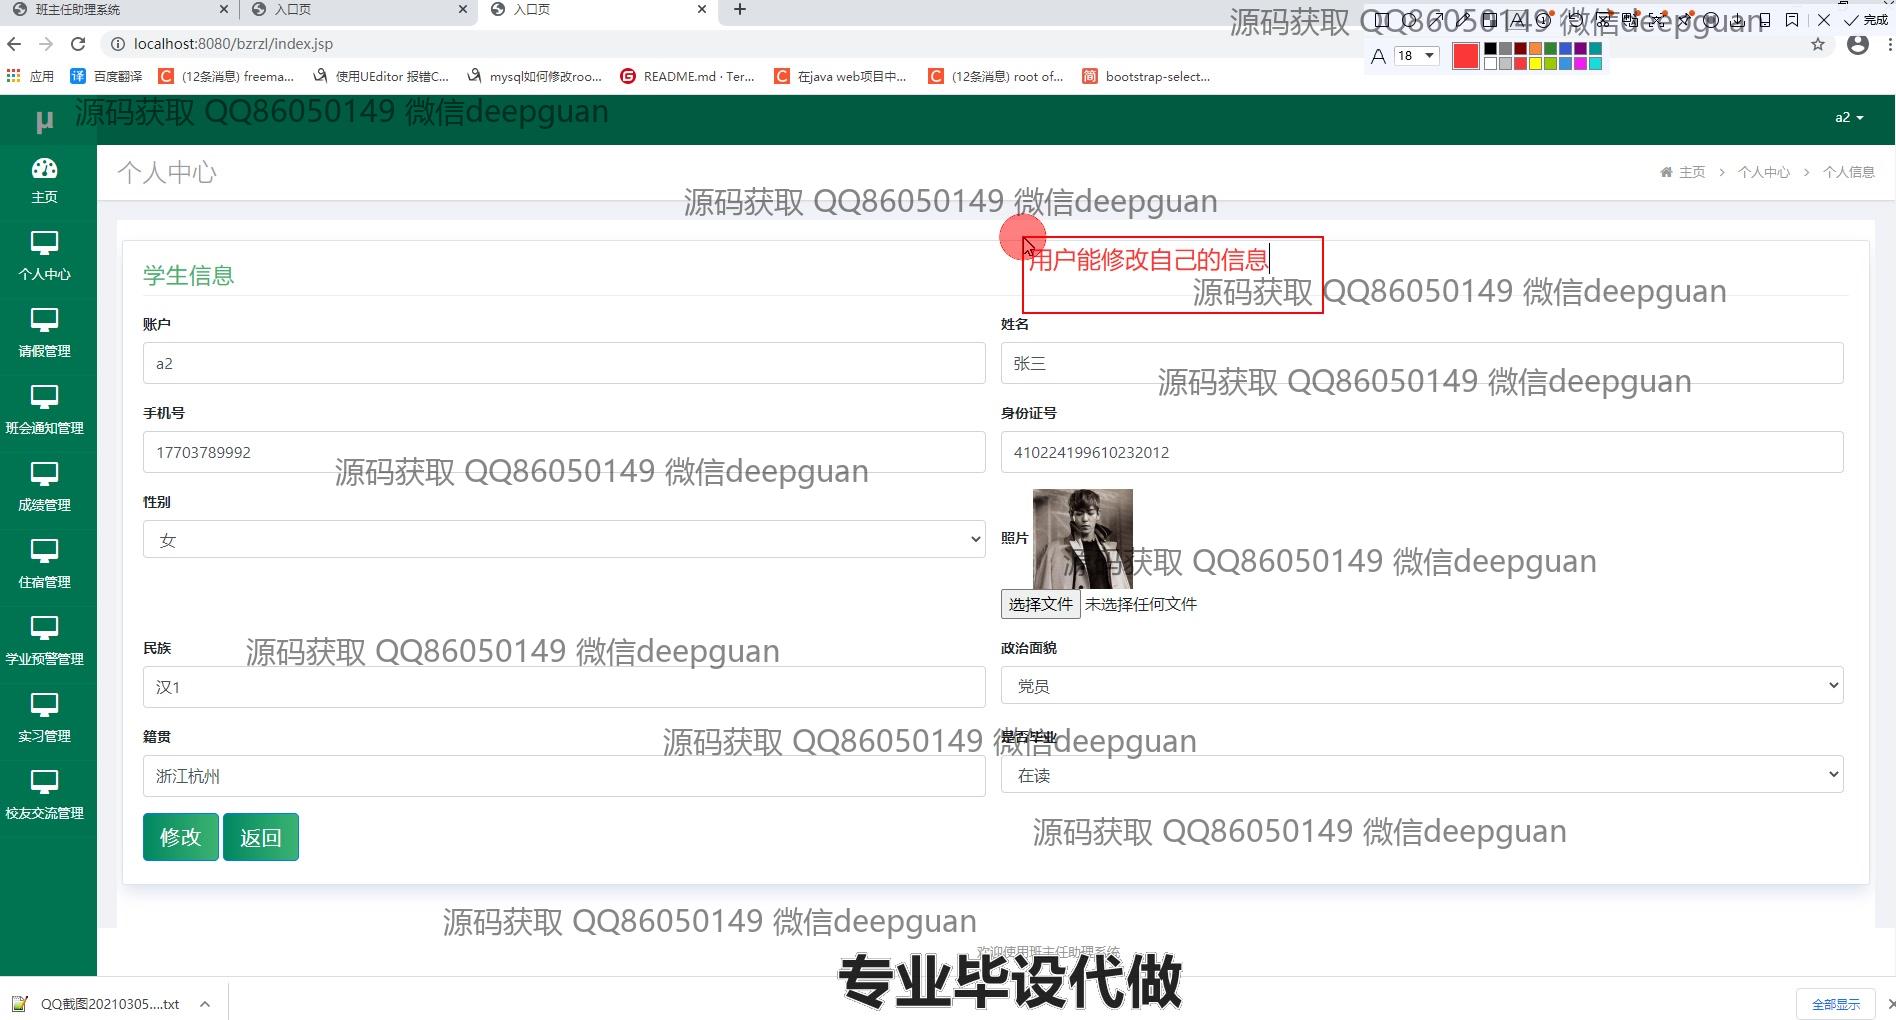 班主任助理系统
入口页
入口页
源码获取 QQ86050149 微信deepguan
完成
localhost:8080/bzrzl/index.jsp
A 18
应用
百度翻译
(12条消息) freema...
使用UEditor 报错C...
mysql如何修改roo...
README.md · Ter...
在java web项目中...
(12条消息) root of...
bootstrap-select...
μ
源码获取 QQ86050149 微信deepguan
a2
主页
个人中心
主页 > 个人中心 > 个人信息
源码获取 QQ86050149 微信deepguan
个人中心
学生信息
用户能修改自己的信息
源码获取 QQ86050149 微信deepguan
账户
姓名
请假管理
a2
张三
源码获取 QQ86050149 微信deepguan
手机号
身份证号
班会通知管理
17703789992
410224199610232012
源码获取 QQ86050149 微信deepguan
性别
成绩管理
女
照片
源码获取 QQ86050149 微信deepguan
住宿管理
选择文件 未选择任何文件
民族
政治面貌
源码获取 QQ86050149 微信deepguan
学业预警管理
汉1
党员
籍贯
是否毕业
源码获取 QQ86050149 微信deepguan
实习管理
浙江杭州
在读
校友交流管理
修改
返回
源码获取 QQ86050149 微信deepguan
源码获取 QQ86050149 微信deepguan
欢迎使用班主任助理系统
专业毕设代做
QQ截图20210305....txt
全部显示